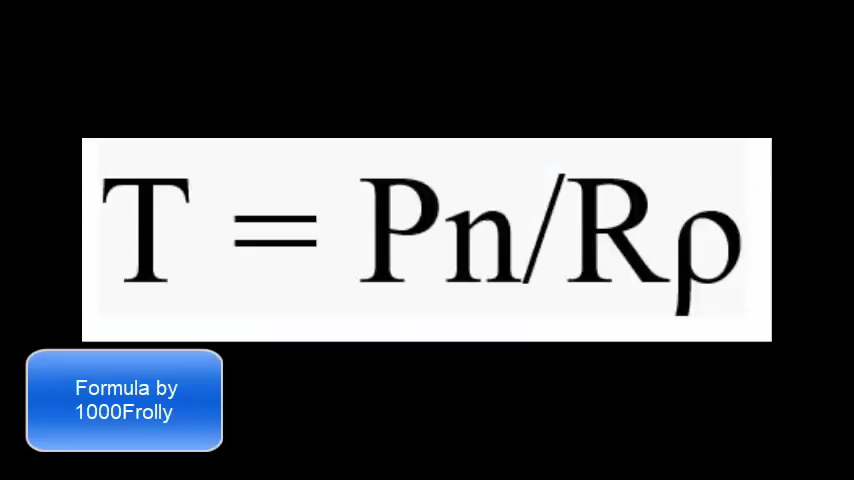 T = Pn/Rρ
Formula by
1000Frolly